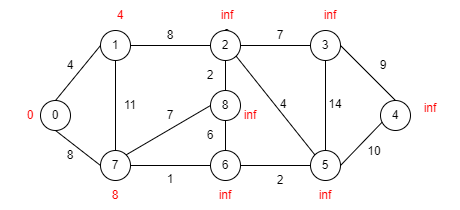 4 inf inf
8 7
1 2 3
4 2 9
0 0 11 7 8 inf 4 14 4 inf
8 6 10
7 1 6 2 5
8 inf inf